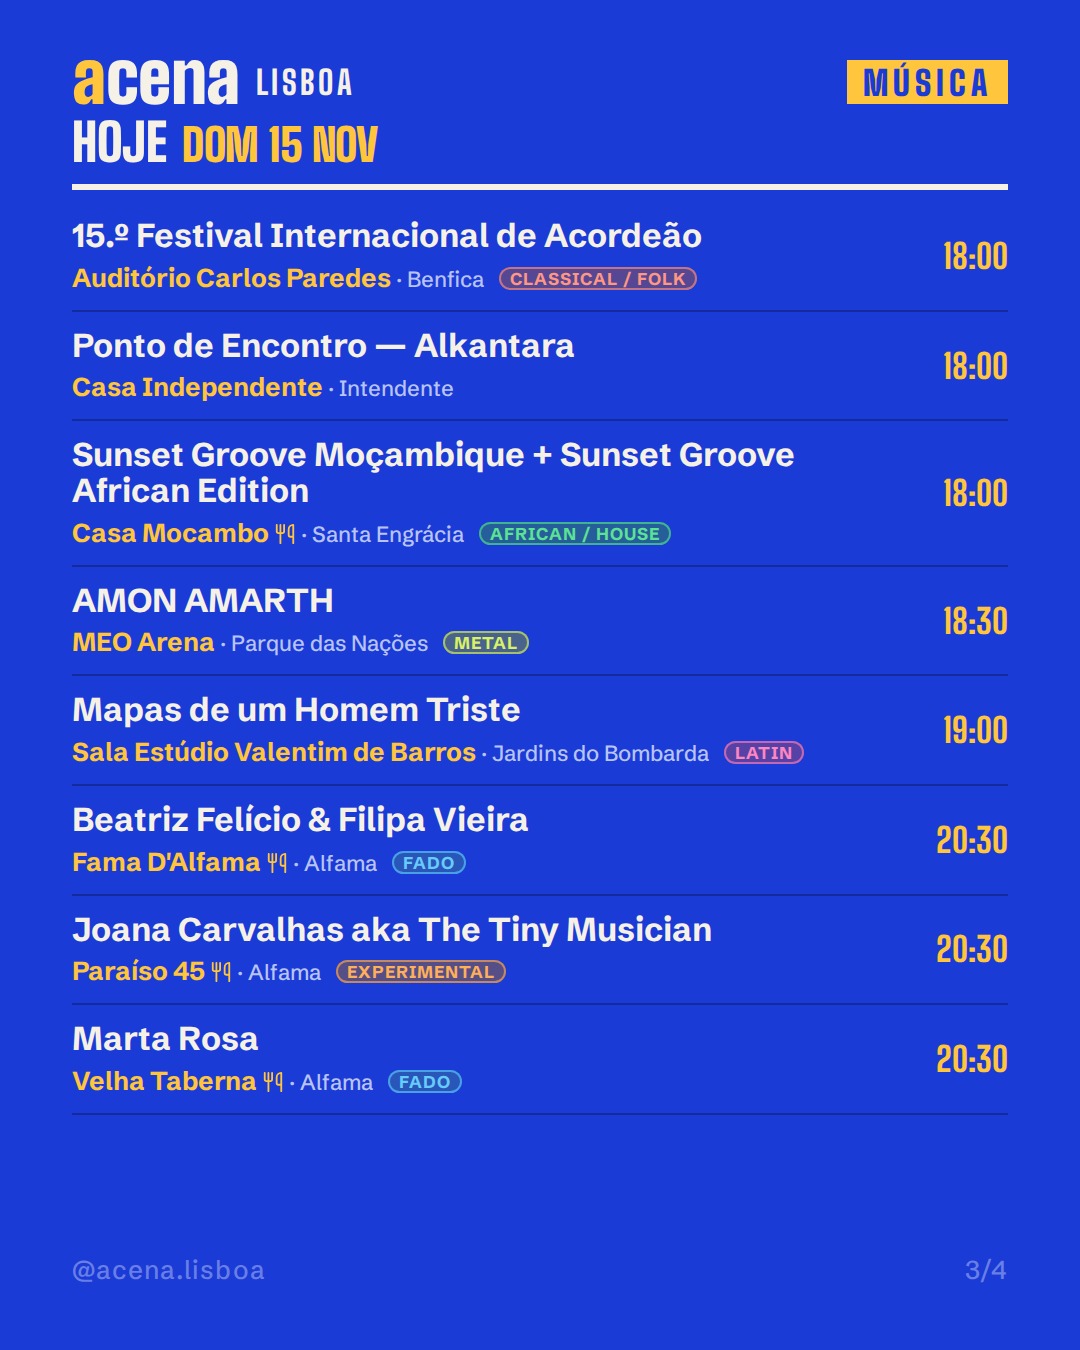 acena LISBOA
MÚSICA
HOJE DOM 15 NOV
15.º Festival Internacional de Acordeão
Auditório Carlos Paredes · Benfica CLASSICAL / FOLK
18:00
Ponto de Encontro — Alkantara
Casa Independente · Intendente
18:00
Sunset Groove Moçambique + Sunset Groove
African Edition
Casa Mocambo · Santa Engrácia AFRICAN / HOUSE
18:00
AMON AMARTH
MEO Arena · Parque das Nações METAL
18:30
Mapas de um Homem Triste
Sala Estúdio Valentim de Barros · Jardins do Bombarda LATIN
19:00
Beatriz Felício & Filipa Vieira
Fama D'Alfama · Alfama FADO
20:30
Joana Carvalhas aka The Tiny Musician
Paraíso 45 · Alfama EXPERIMENTAL
20:30
Marta Rosa
Velha Taberna · Alfama FADO
20:30
@acena.lisboa
3/4